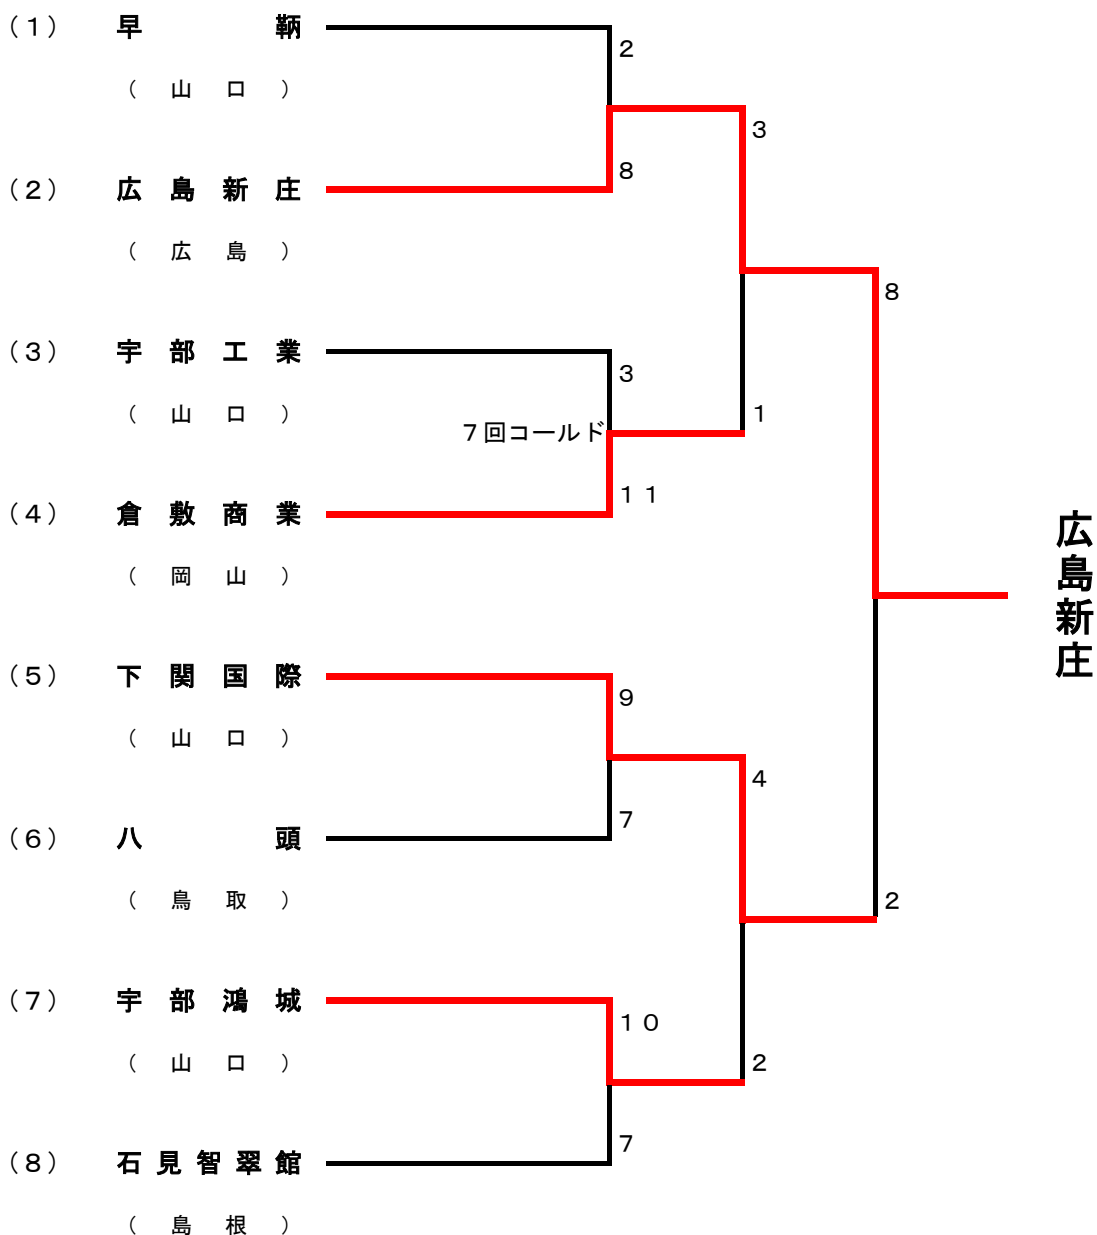 （１） 早鞆
２
（山口）
３
８
（２） 広島新庄
（広島）
８
（３） 宇部工業
３
（山口）
１
７回コールド
１１
（４） 倉敷商業
（岡山）
広島新庄
（５） 下関国際
９
（山口）
４
７
（６） 八頭
（鳥取）
２
（７） 宇部鴻城
１０
（山口）
２
７
（８） 石見智翠館
（島根）